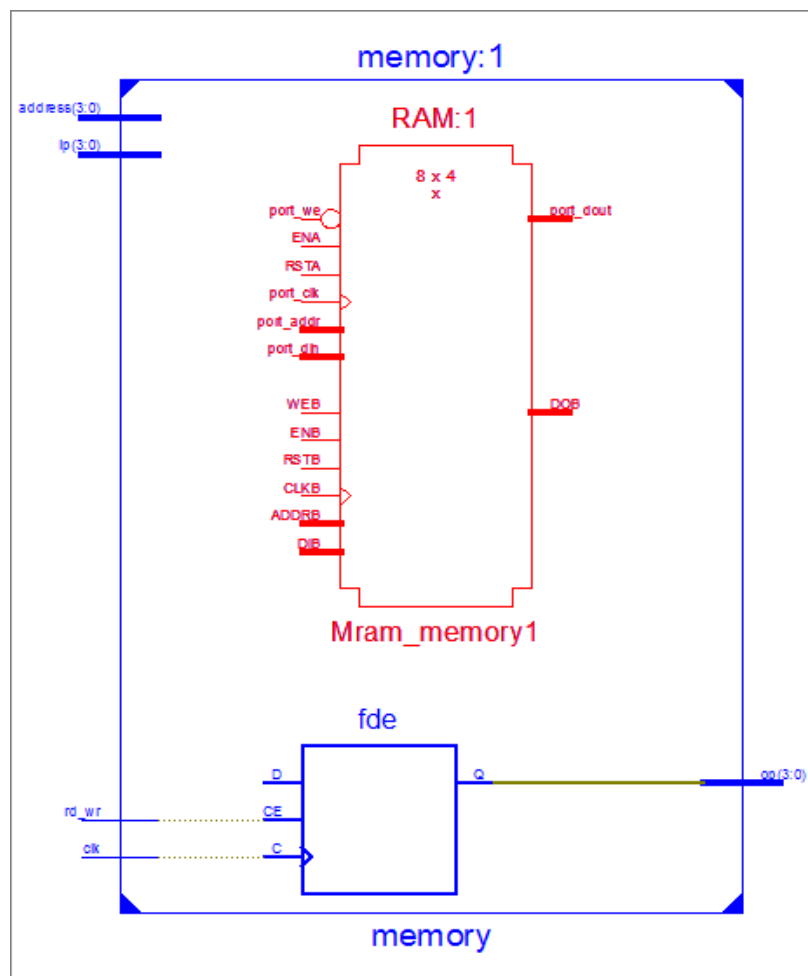 memory:1
address(3:0)
Ip(3:0)
RAM:1
8 x 4
x
port_we
port_dout
ENA
RSTA
port_clk
port_addr
port_din
WEB
DOB
ENB
RSTB
CLKB
ADDRB
DIB
Mram_memory1
fde
D
Q
op(3:0)
rd_wr
CE
clk
C
memory